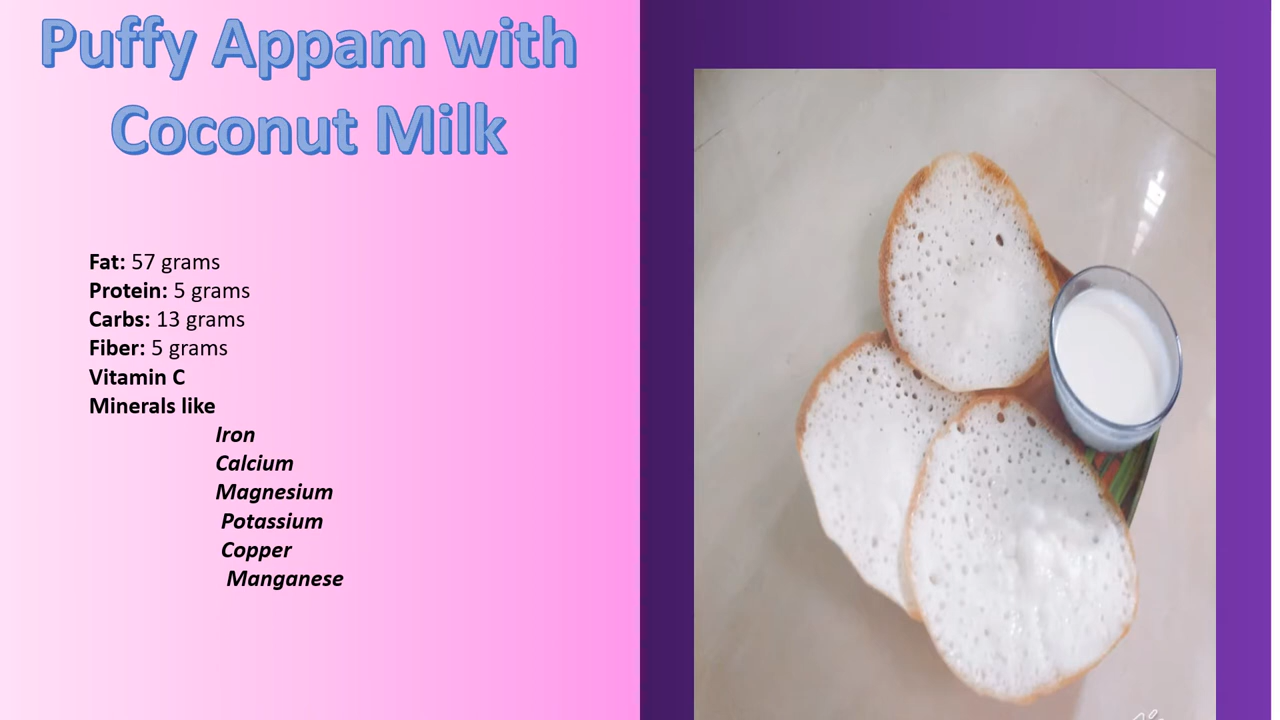 Puffy Appam with
Coconut Milk
Fat: 57 grams
Protein: 5 grams
Carbs: 13 grams
Fiber: 5 grams
Vitamin C
Minerals like
Iron
Calcium
Magnesium
Potassium
Copper
Manganese